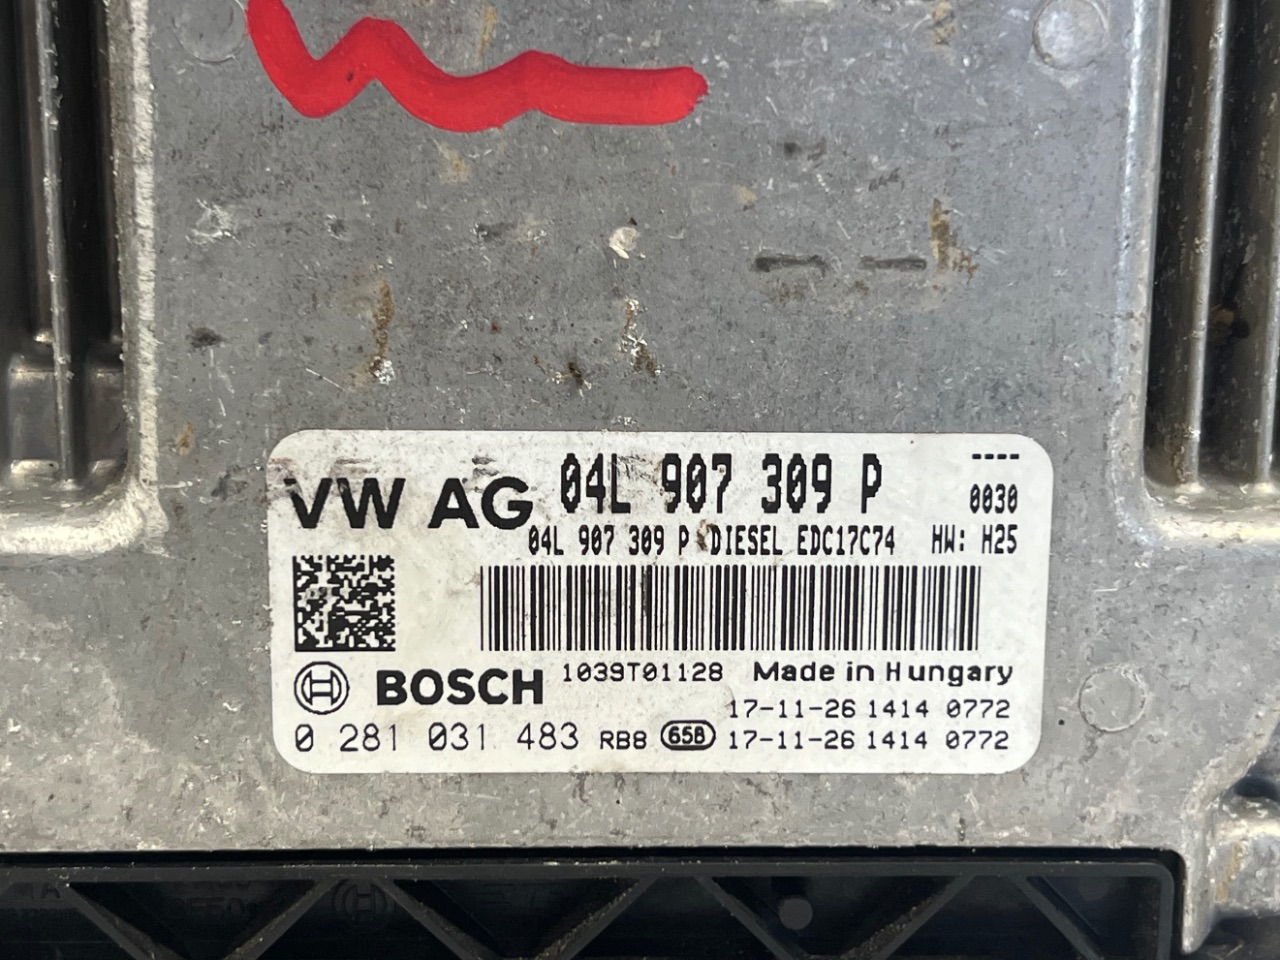 VW AG 04L 907 309 P ----
0030
04L 907 309 P DIESEL EDC17C74 HW: H25
BOSCH 1039T01128 Made in Hungary
17-11-26 1414 0772
0 281 031 483 RB8 658 17-11-26 1414 0772